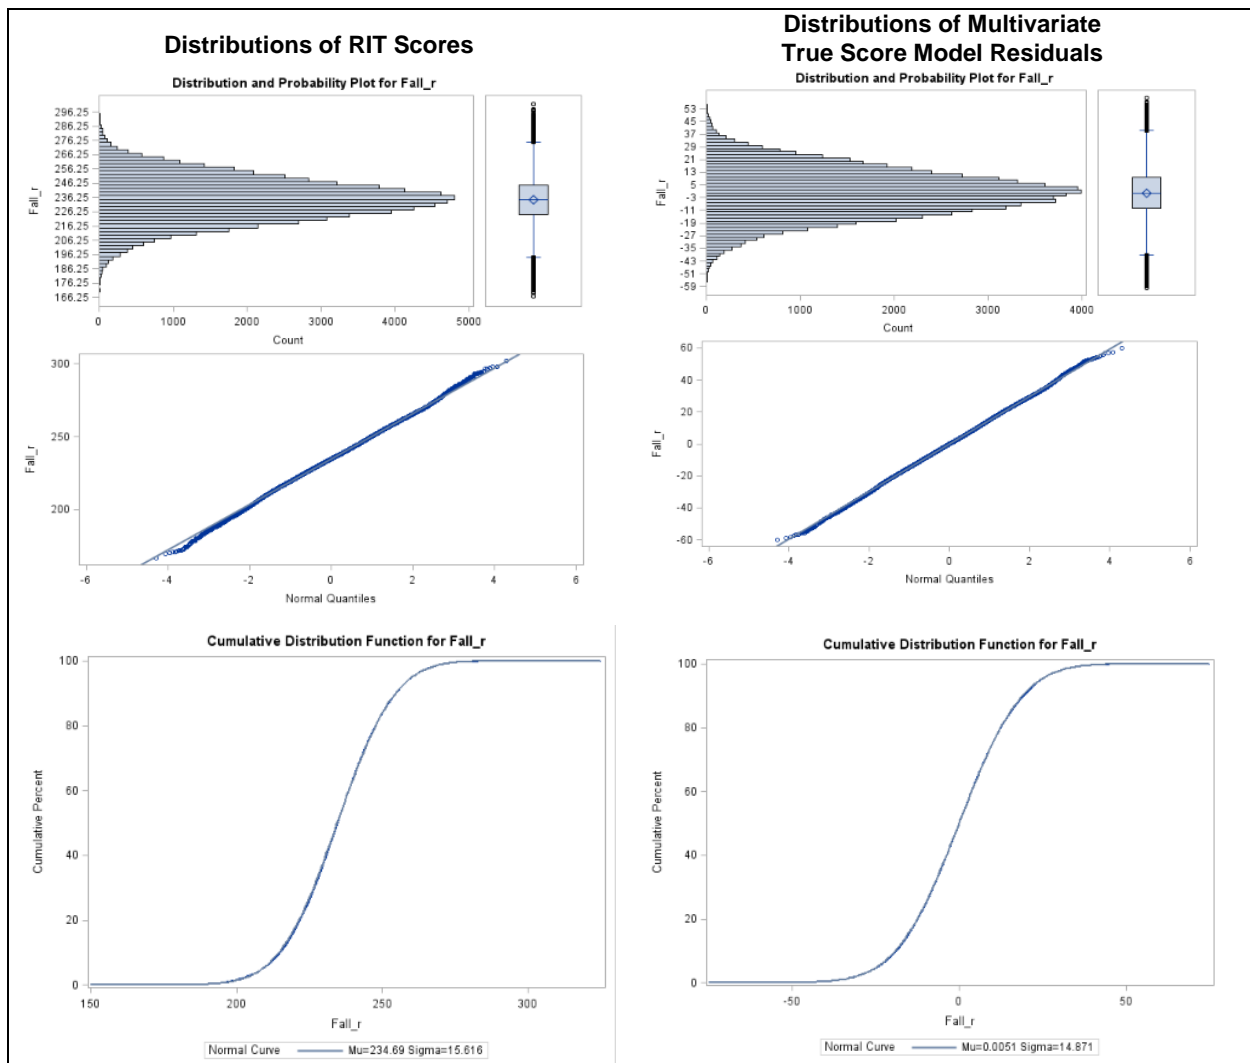 Distributions of RIT Scores
Distribution and Probability Plot for Fall_r
296.25
286.25
276.25
266.25
256.25
246.25
236.25
226.25
216.25
206.25
196.25
186.25
176.25
166.25
Fall_r
0 1000 2000 3000 4000 5000
Count
300
250
200
Fall_r
-6 -4 -2 0 2 4 6
Normal Quantiles
Cumulative Distribution Function for Fall_r
100
80
60
40
20
0
Cumulative Percent
150 200 250 300
Fall_r
Normal Curve Mu=234.69 Sigma=15.616
Distributions of Multivariate
True Score Model Residuals
Distribution and Probability Plot for Fall_r
53
45
37
29
21
13
5
-3
-11
-19
-27
-35
-43
-51
-59
Fall_r
0 1000 2000 3000 4000
Count
60
40
20
0
-20
-40
-60
Fall_r
-6 -4 -2 0 2 4 6
Normal Quantiles
Cumulative Distribution Function for Fall_r
100
80
60
40
20
0
Cumulative Percent
-50 0 50
Fall_r
Normal Curve Mu=0.0051 Sigma=14.871